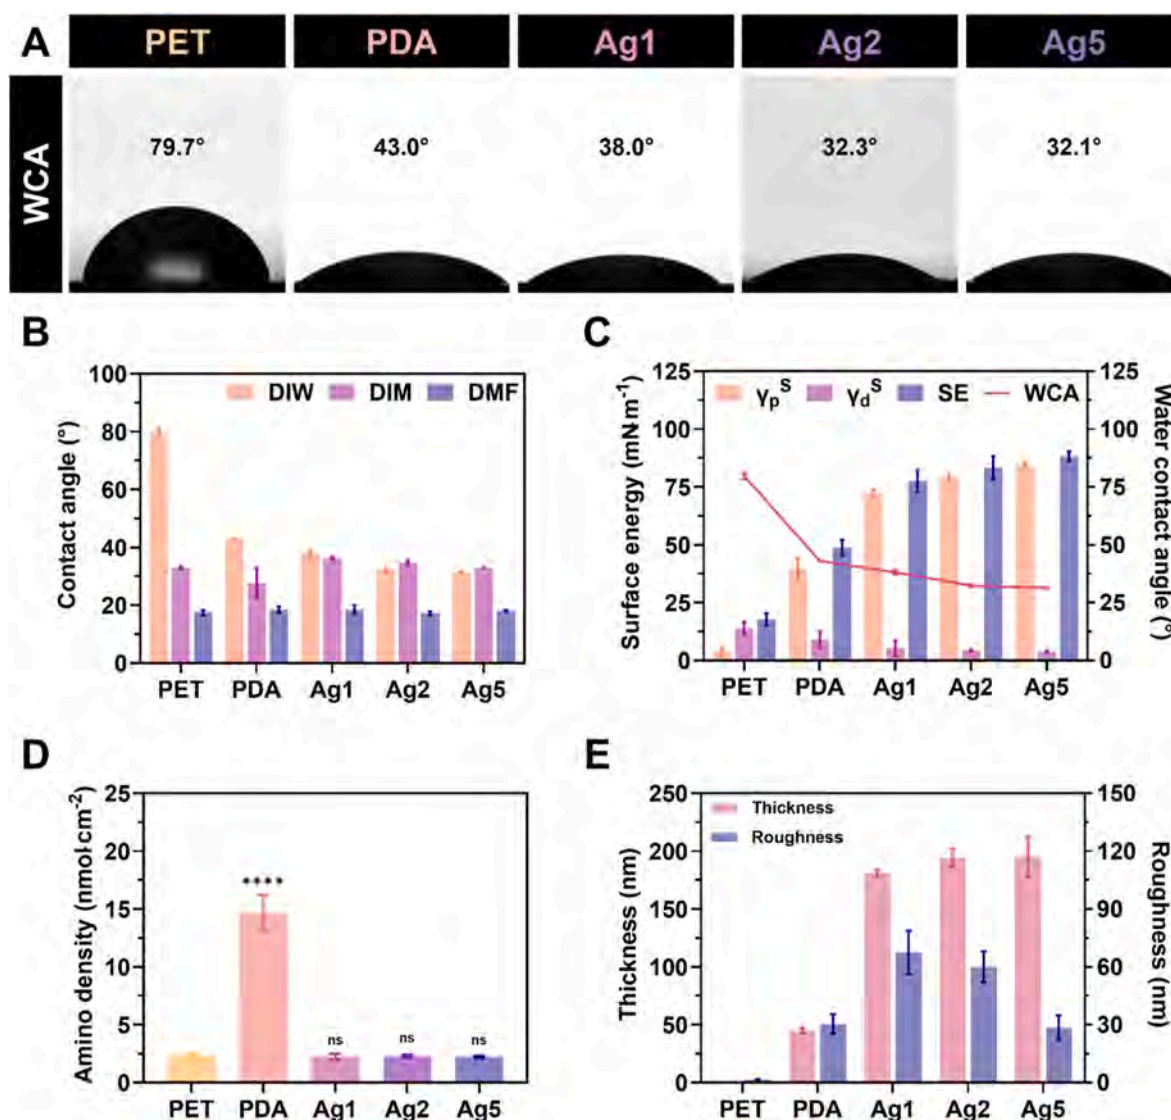 A PET PDA Ag1 Ag2 Ag5
WCA
79.7° 43.0° 38.0° 32.3° 32.1°
B
Contact angle (°)
100
80
60
40
20
0
DIW DIM DMF
PET PDA Ag1 Ag2 Ag5
C
Surface energy (mN·m⁻¹)
125
100
75
50
25
0
γₚˢ γdˢ SE WCA
125
100
75
50
25
0
Water contact angle (°)
PET PDA Ag1 Ag2 Ag5
D
Amino density (nmol·cm⁻²)
25
20
15
10
5
0
****
ns ns ns
PET PDA Ag1 Ag2 Ag5
E
Thickness (nm)
250
200
150
100
50
0
Thickness
Roughness
150
120
90
60
30
0
Roughness
(nm)
PET PDA Ag1 Ag2 Ag5